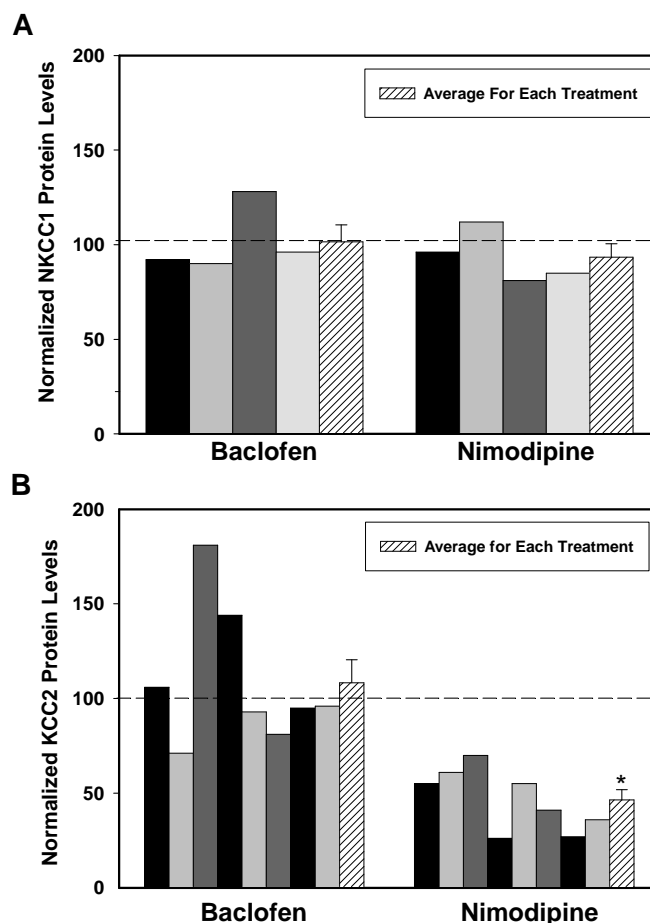 A
Normalized NKCC1 Protein Levels
200
150
100
50
0
Average For Each Treatment
Baclofen
Nimodipine
B
Normalized KCC2 Protein Levels
200
150
100
50
0
Average for Each Treatment
*
Baclofen
Nimodipine